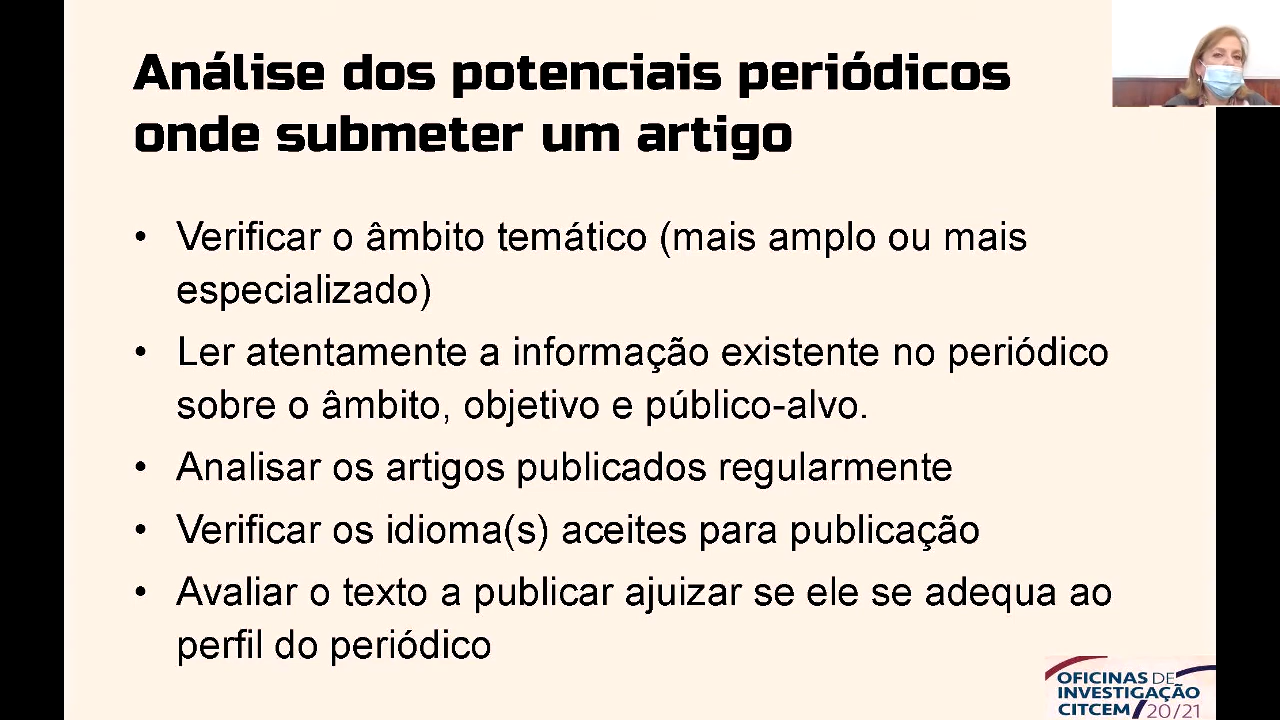 Análise dos potenciais periódicos
onde submeter um artigo
• Verificar o âmbito temático (mais amplo ou mais
especializado)
• Ler atentamente a informação existente no periódico
sobre o âmbito, objetivo e público-alvo.
• Analisar os artigos publicados regularmente
• Verificar os idioma(s) aceites para publicação
• Avaliar o texto a publicar ajuizar se ele se adequa ao
perfil do periódico
OFICINAS DE
INVESTIGAÇÃO
CITCEM/20/21